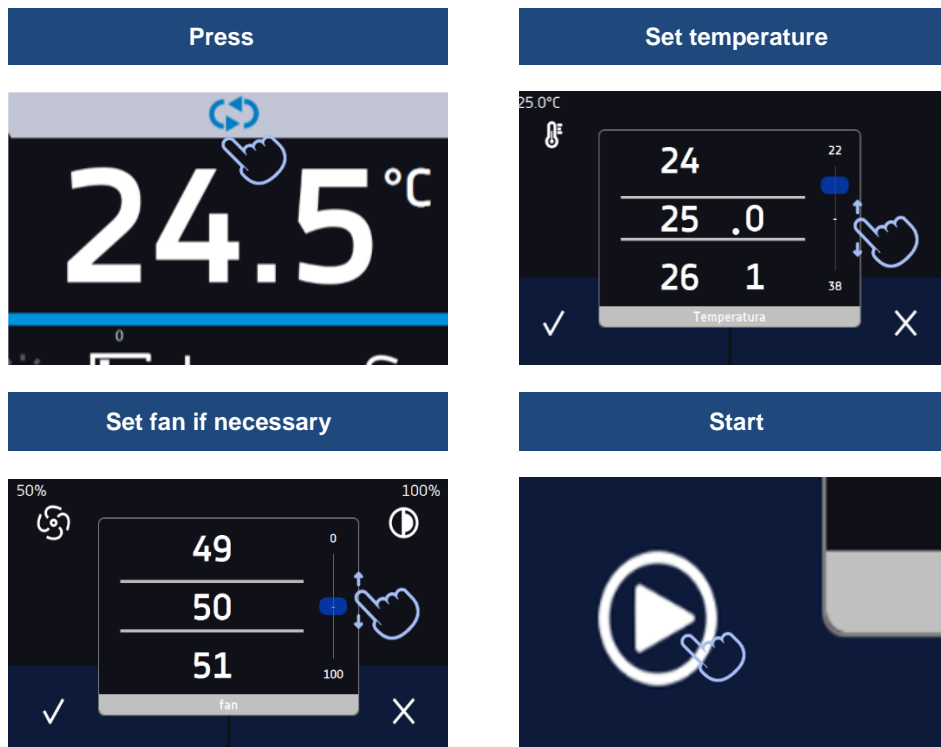 Press
24.5°C
0
Set temperature
25.0°C
24
25 .0
26 1
22
-
38
Temperatura
Set fan if necessary
50%
100%
49
50
51
0
-
100
fan
Start